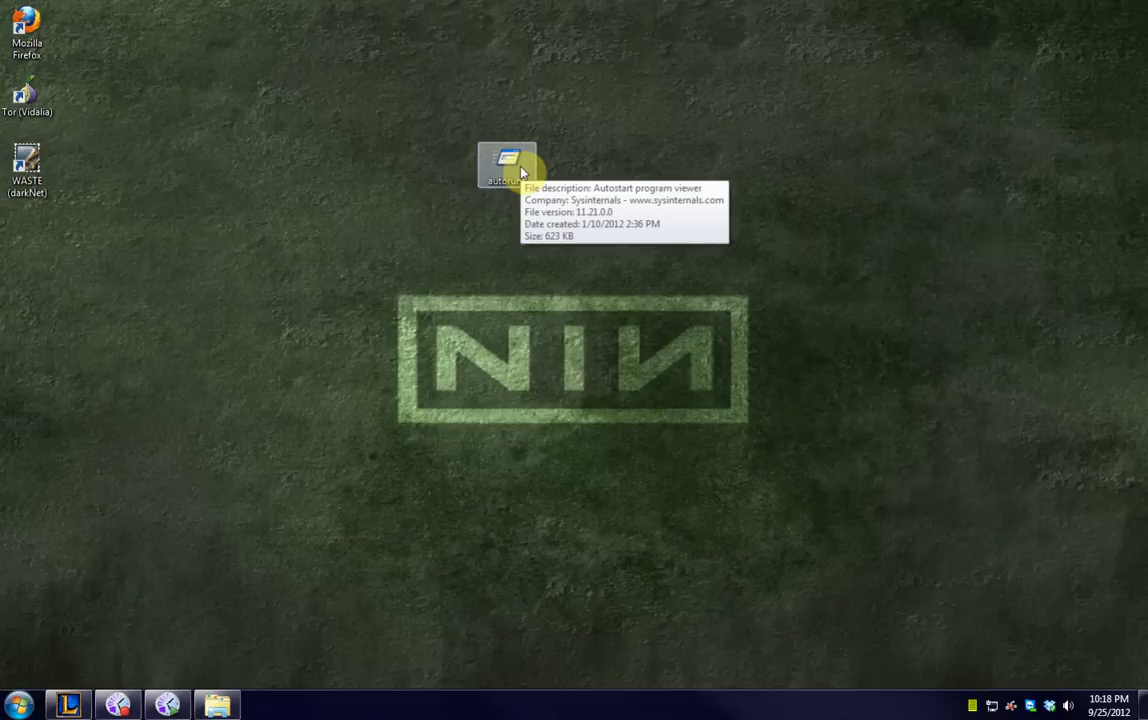 Mozilla
Firefox
Tor (Vidalia)
WASTE
(darkNet)
File description: Autostart program viewer
Company: Sysinternals - www.sysinternals.com
File version: 11.21.0.0
Date created: 1/10/2012 2:36 PM
Size: 623 KB
NIN
L
10:18 PM
9/25/2012